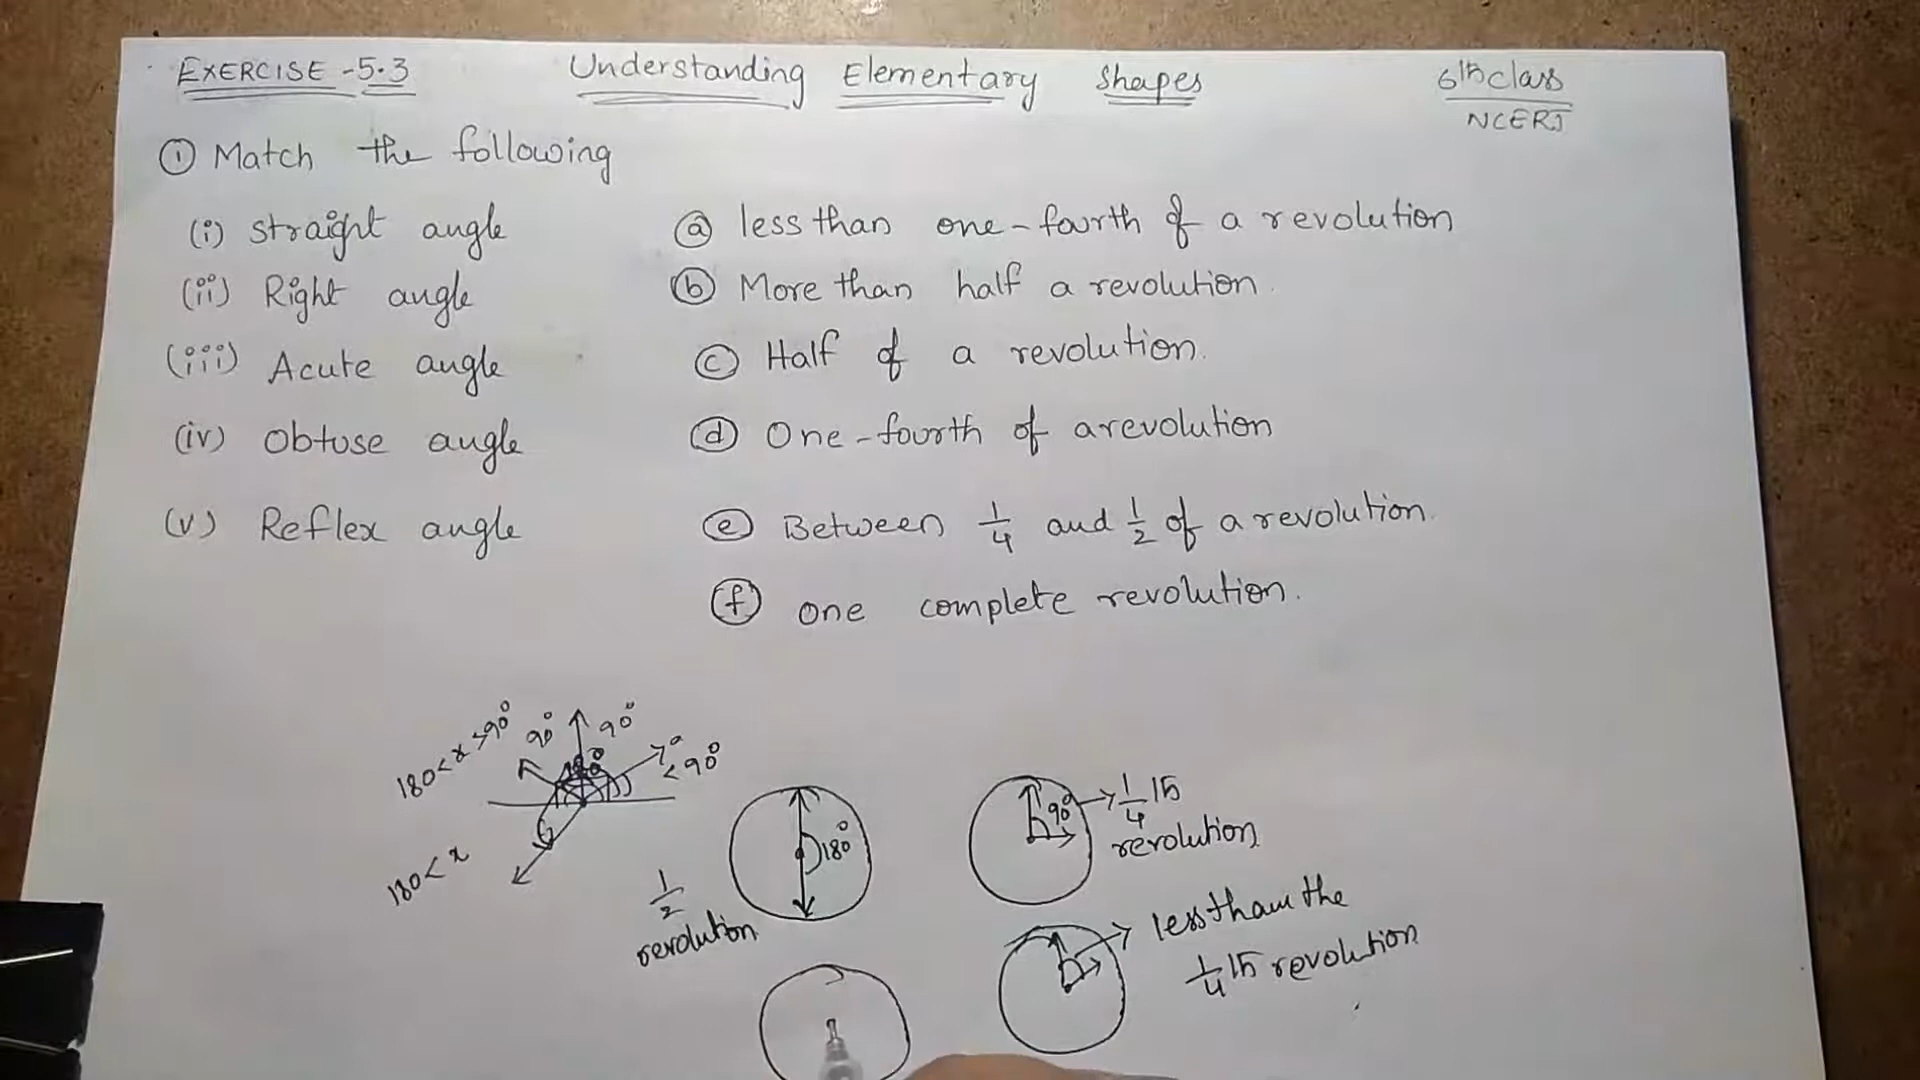 EXERCISE -5.3 Understanding Elementary Shapes 6th class
NCERT
① Match the following
(i) straight angle ⓐ less than one-fourth of a revolution
(ii) Right angle ⓑ More than half a revolution.
(iii) Acute angle ⓒ Half of a revolution.
(iv) Obtuse angle ⓓ One-fourth of a revolution
(v) Reflex angle ⓔ Between 1/4 and 1/2 of a revolution.
ⓕ one complete revolution.
180<x>90°
90°
90°
<90°
180<x
180°
1/2
revolution
90° 1/4 th
revolution
less than the
1/4 th revolution